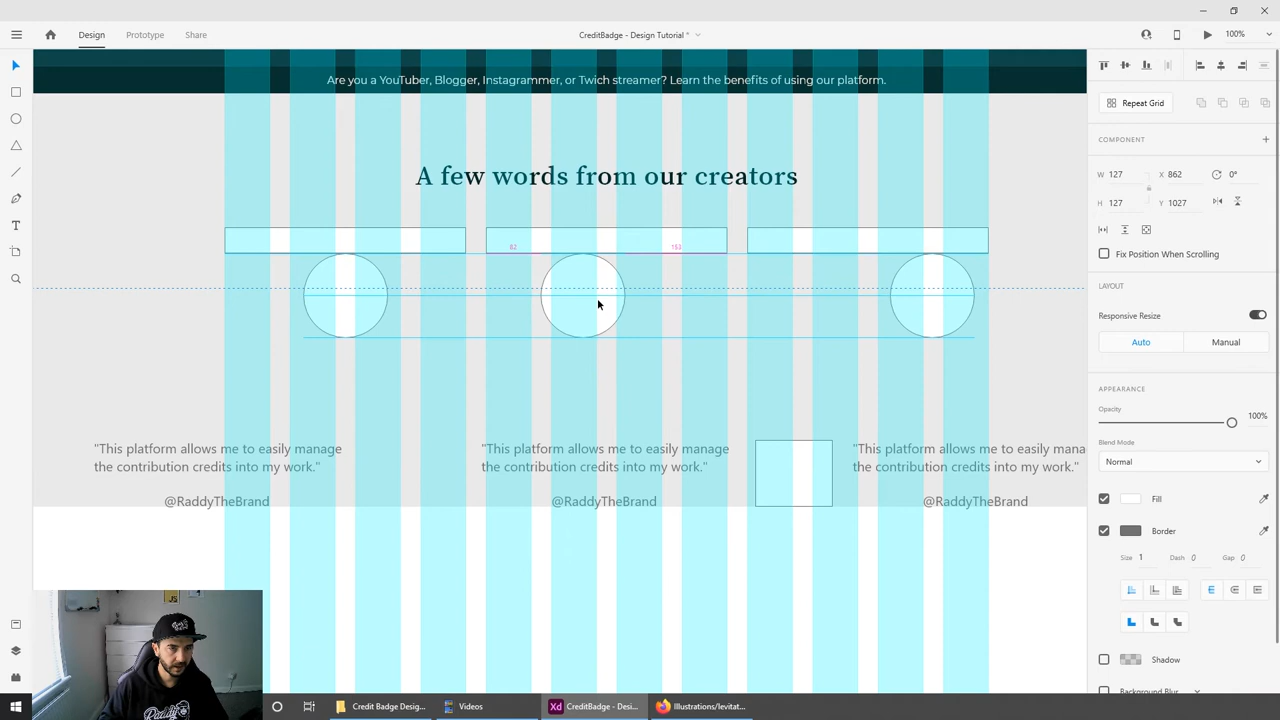 Design
Prototype
Share
CreditBadge - Design Tutorial *
100%
Are you a YouTuber, Blogger, Instagrammer, or Twich streamer? Learn the benefits of using our platform.
A few words from our creators
82
"This platform allows me to easily manage
the contribution credits into my work."
@RaddyTheBrand
"This platform allows me to easily manage
the contribution credits into my work."
@RaddyTheBrand
"This platform allows me to easily mana
the contribution credits into my work."
@RaddyTheBrand
Repeat Grid
COMPONENT
W 127
X 862
0°
H 127
Y 1027
Fix Position When Scrolling
LAYOUT
Responsive Resize
Auto
Manual
APPEARANCE
Opacity
100%
Blend Mode
Normal
Fill
Border
Size 1
Dash 0
Gap 0
Shadow
Background Blur
Credit Badge Desig...
Videos
Xd
CreditBadge - Desi...
Illustrations/levitat...